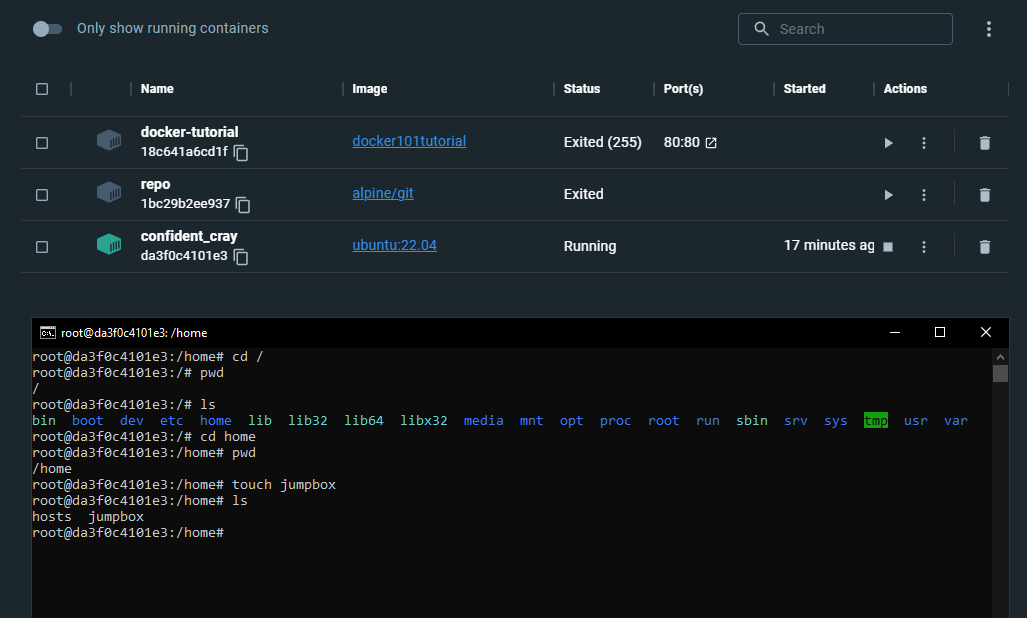 Only show running containers
Search
Name Image Status Port(s) Started Actions
docker-tutorial
18c641a6cd1f docker101tutorial Exited (255) 80:80
repo
1bc29b2ee937 alpine/git Exited
confident_cray
da3f0c4101e3 ubuntu:22.04 Running 17 minutes ag
root@da3f0c4101e3: /home
root@da3f0c4101e3:/home# cd /
root@da3f0c4101e3:/# pwd
/
root@da3f0c4101e3:/# ls
bin boot dev etc home lib lib32 lib64 libx32 media mnt opt proc root run sbin srv sys tmp usr var
root@da3f0c4101e3:/# cd home
root@da3f0c4101e3:/home# pwd
/home
root@da3f0c4101e3:/home# touch jumpbox
root@da3f0c4101e3:/home# ls
hosts jumpbox
root@da3f0c4101e3:/home#